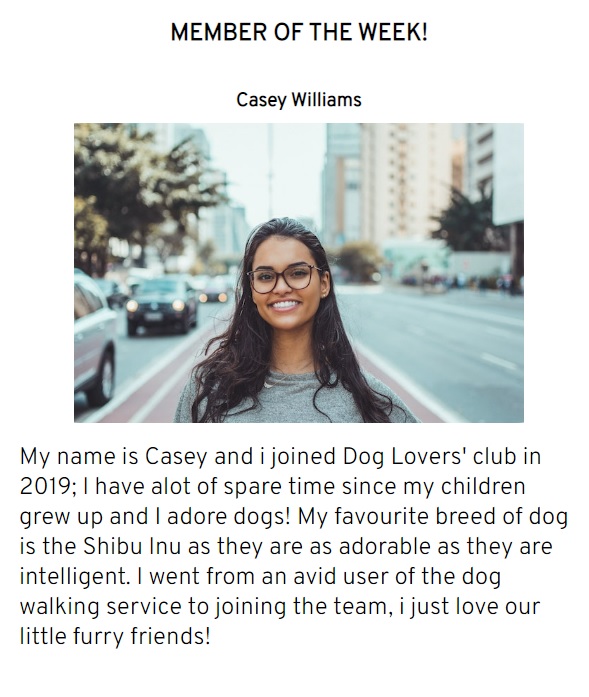 MEMBER OF THE WEEK!
Casey Williams
My name is Casey and i joined Dog Lovers' club in
2019; I have alot of spare time since my children
grew up and I adore dogs! My favourite breed of dog
is the Shibu Inu as they are as adorable as they are
intelligent. I went from an avid user of the dog
walking service to joining the team, i just love our
little furry friends!